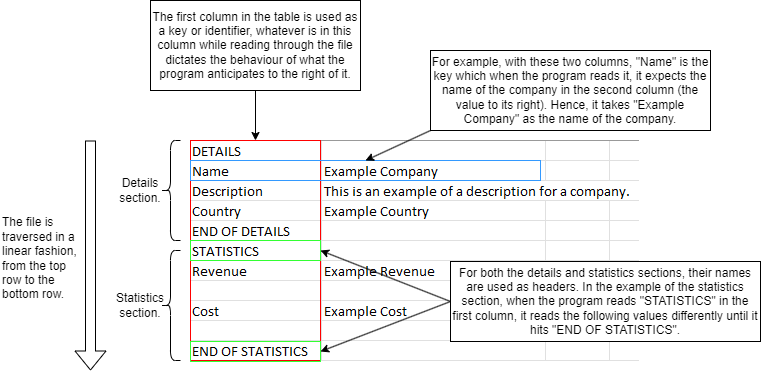 The first column in the table is used as
a key or identifier, whatever is in this
column while reading through the file
dictates the behaviour of what the
program anticipates to the right of it.
For example, with these two columns, "Name" is the
key which when the program reads it, it expects the
name of the company in the second column (the
value to its right). Hence, it takes "Example
Company" as the name of the company.
The file is
traversed in a
linear fashion,
from the top
row to the
bottom row.
Details
section.
DETAILS
Name Example Company
Description This is an example of a description for a company.
Country Example Country
END OF DETAILS
Statistics
section.
STATISTICS
Revenue Example Revenue
Cost Example Cost
END OF STATISTICS
For both the details and statistics sections, their names
are used as headers. In the example of the statistics
section, when the program reads "STATISTICS" in the
first column, it reads the following values differently until it
hits "END OF STATISTICS".